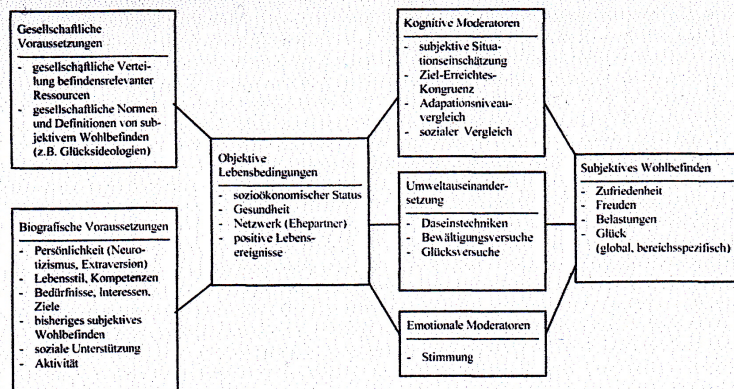 Gesellschaftliche
Voraussetzungen
- gesellschaftliche Vertei-
lung befindensrelevanter
Ressourcen
- gesellschaftliche Normen
und Definitionen von sub-
jektivem Wohlbefinden
(z.B. Glücksideologien)
Biografische Voraussetzungen
- Persönlichkeit (Neuro-
tizismus, Extraversion)
- Lebensstil, Kompetenzen
- Bedürfnisse, Interessen,
Ziele
- bisheriges subjektives
Wohlbefinden
- soziale Unterstützung
- Aktivität
Objektive
Lebensbedingungen
- sozioökonomischer Status
- Gesundheit
- Netzwerk (Ehepartner)
- positive Lebens-
ereignisse
Kognitive Moderatoren
- subjektive Situa-
tionseinschätzung
- Ziel-Erreichtes-
Kongruenz
- Adaptationsniveau-
vergleich
- sozialer Vergleich
Umweltauseinander-
setzung
- Daseinstechniken
- Bewältigungsversuche
- Glücksversuche
Emotionale Moderatoren
- Stimmung
Subjektives Wohlbefinden
- Zufriedenheit
- Freuden
- Belastungen
- Glück
(global, bereichsspezifisch)